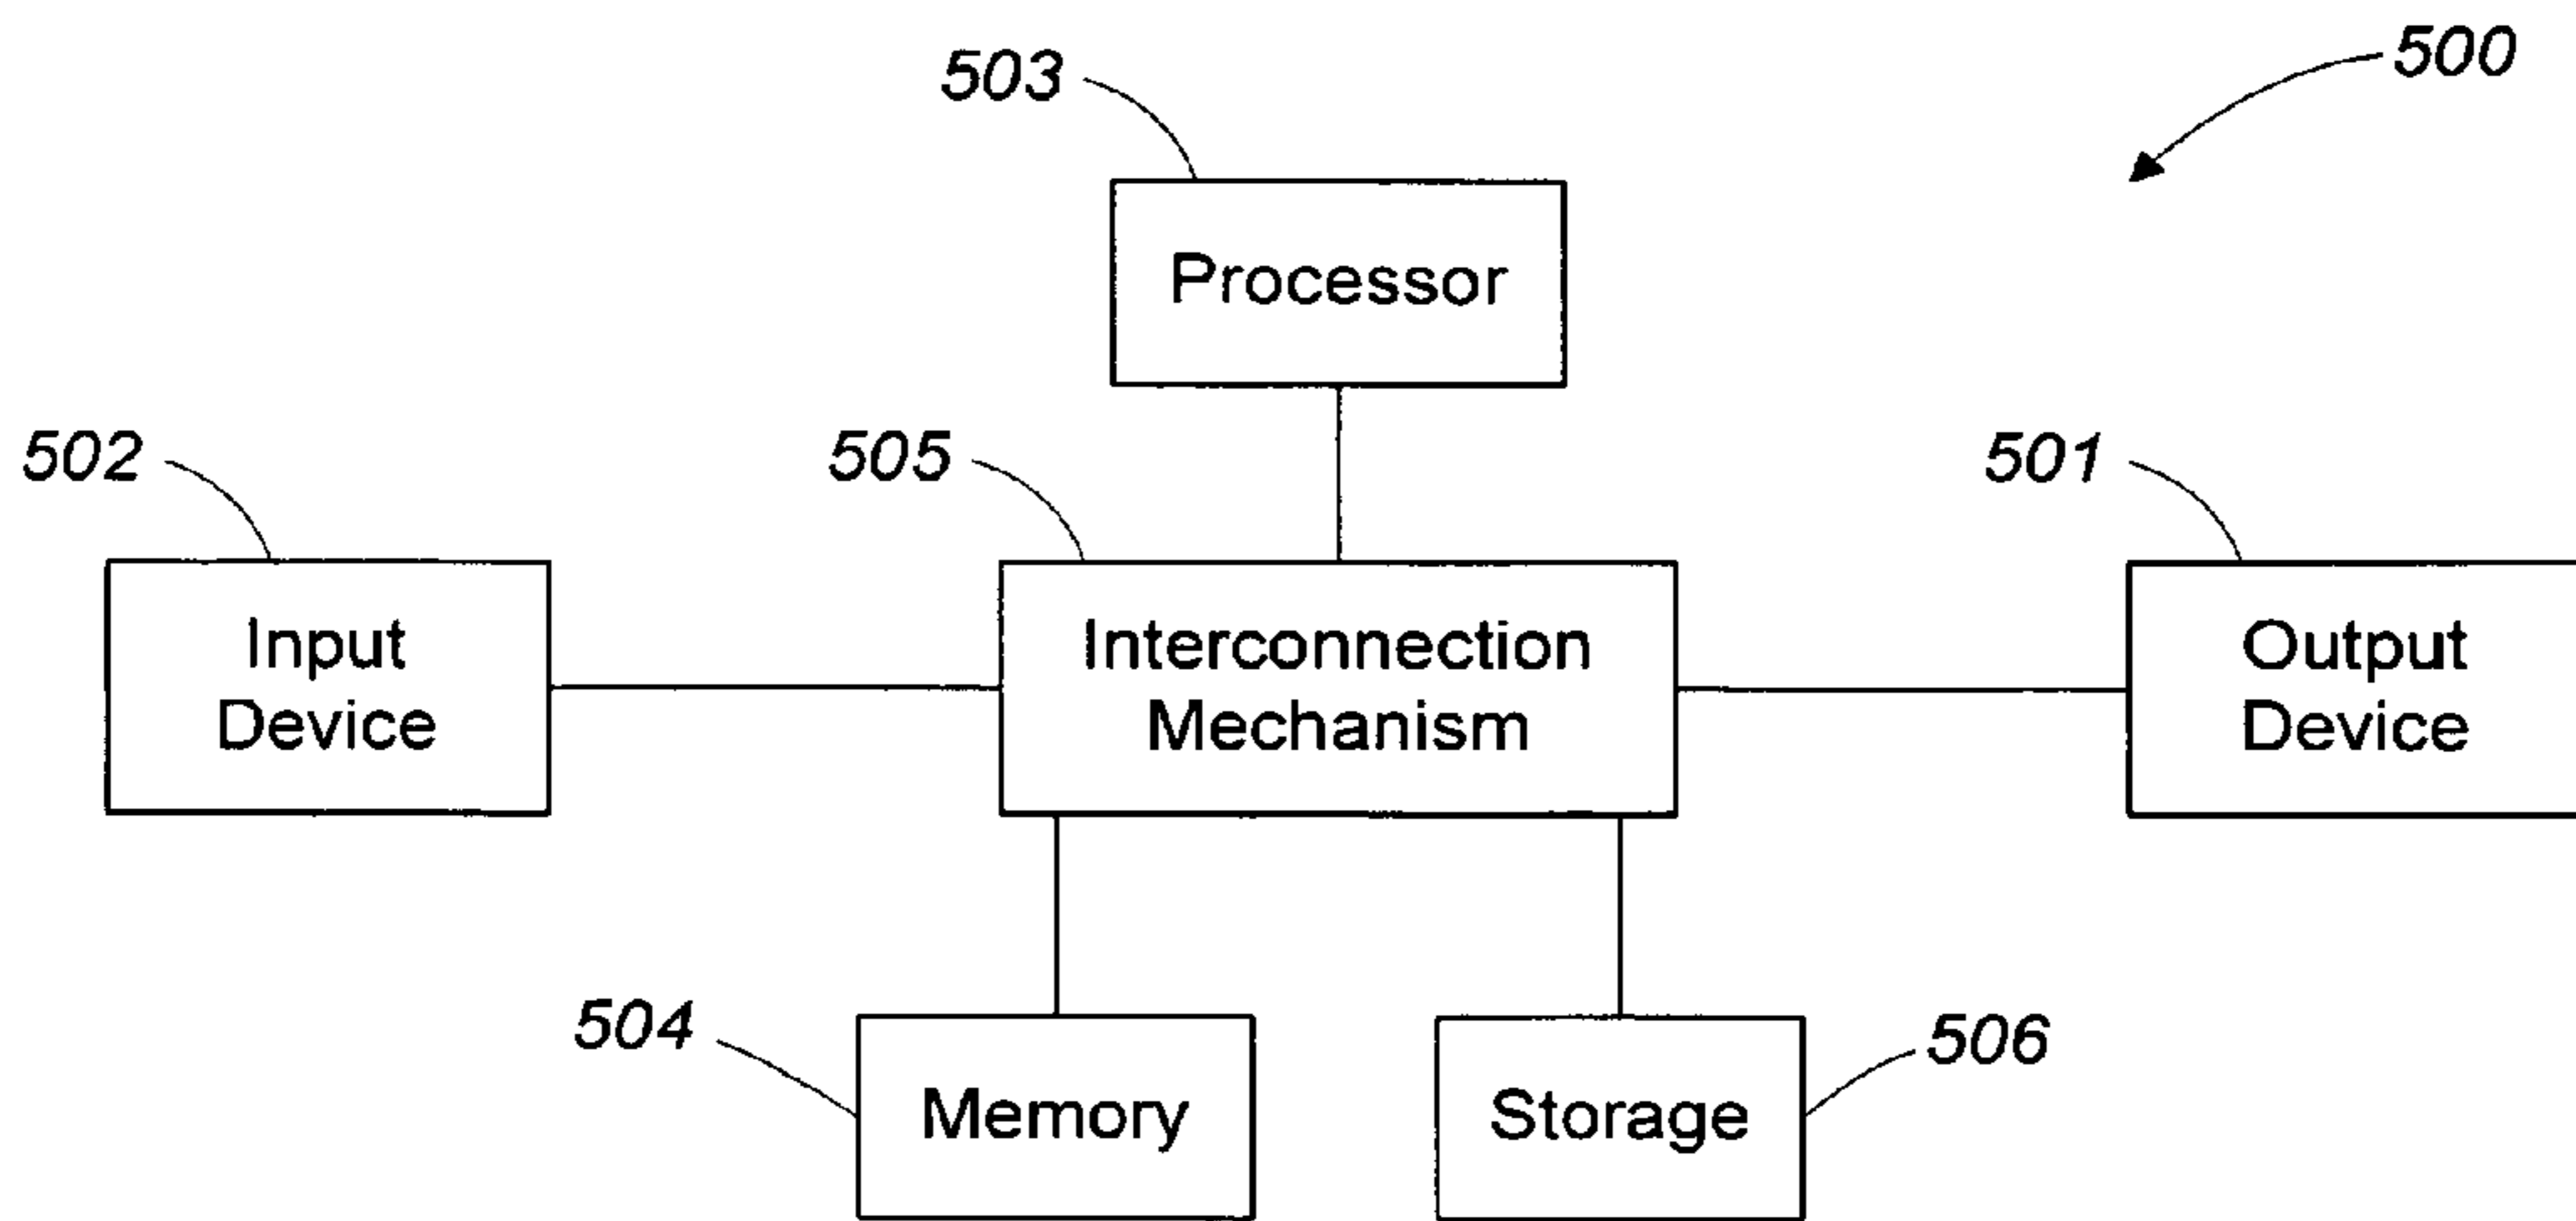 500
503
Processor
502
505
501
Input
Device
Interconnection
Mechanism
Output
Device
504
Memory
506
Storage